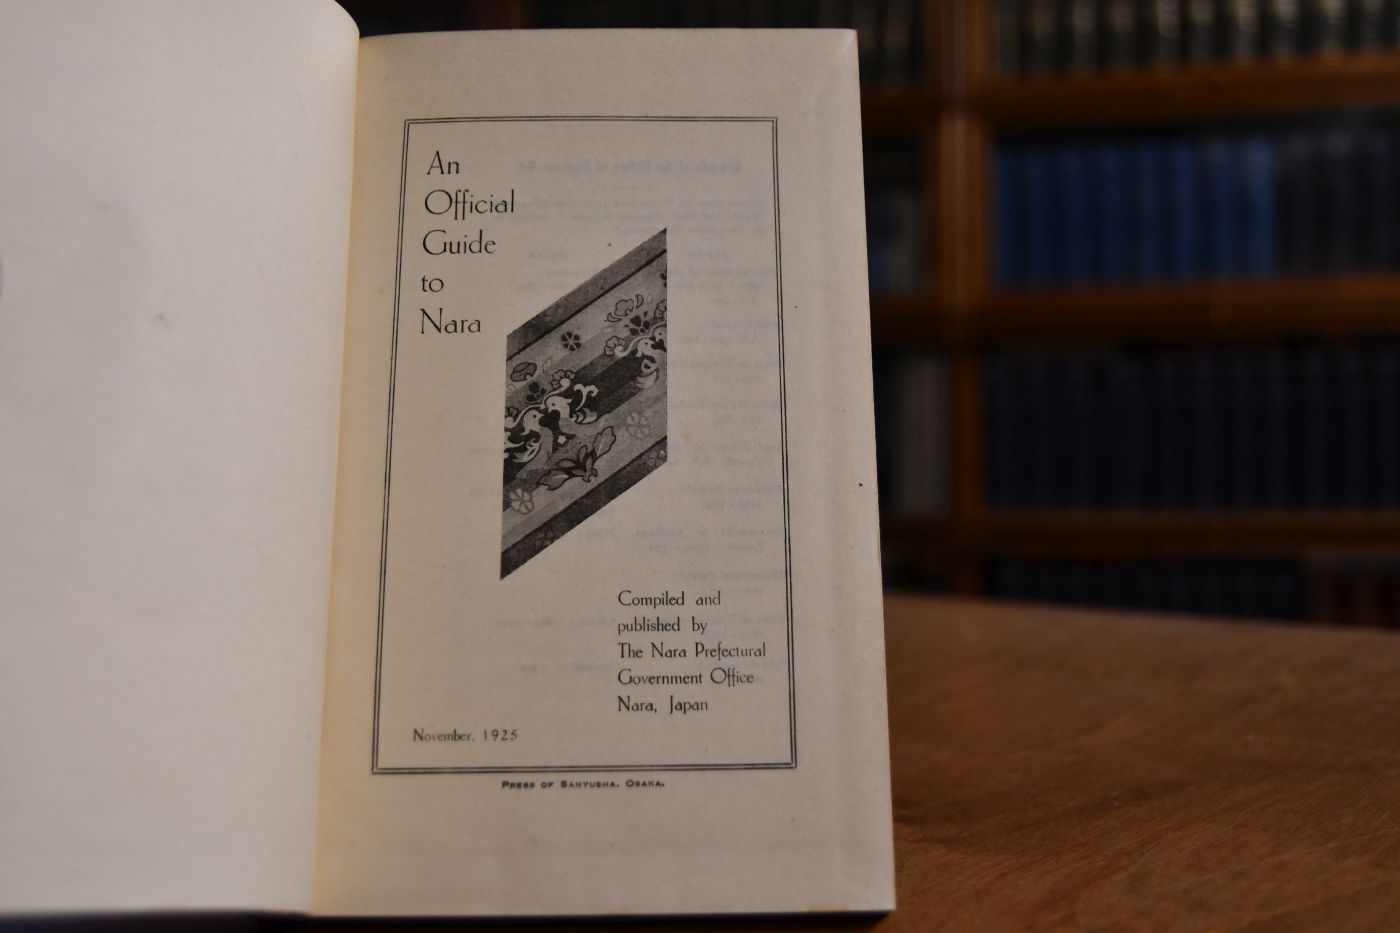 An
Official
Guide
to
Nara
Compiled and
published by
The Nara Prefectural
Government Office
Nara, Japan
November, 1925
PRESS OF SANYUSHA, OSAKA.